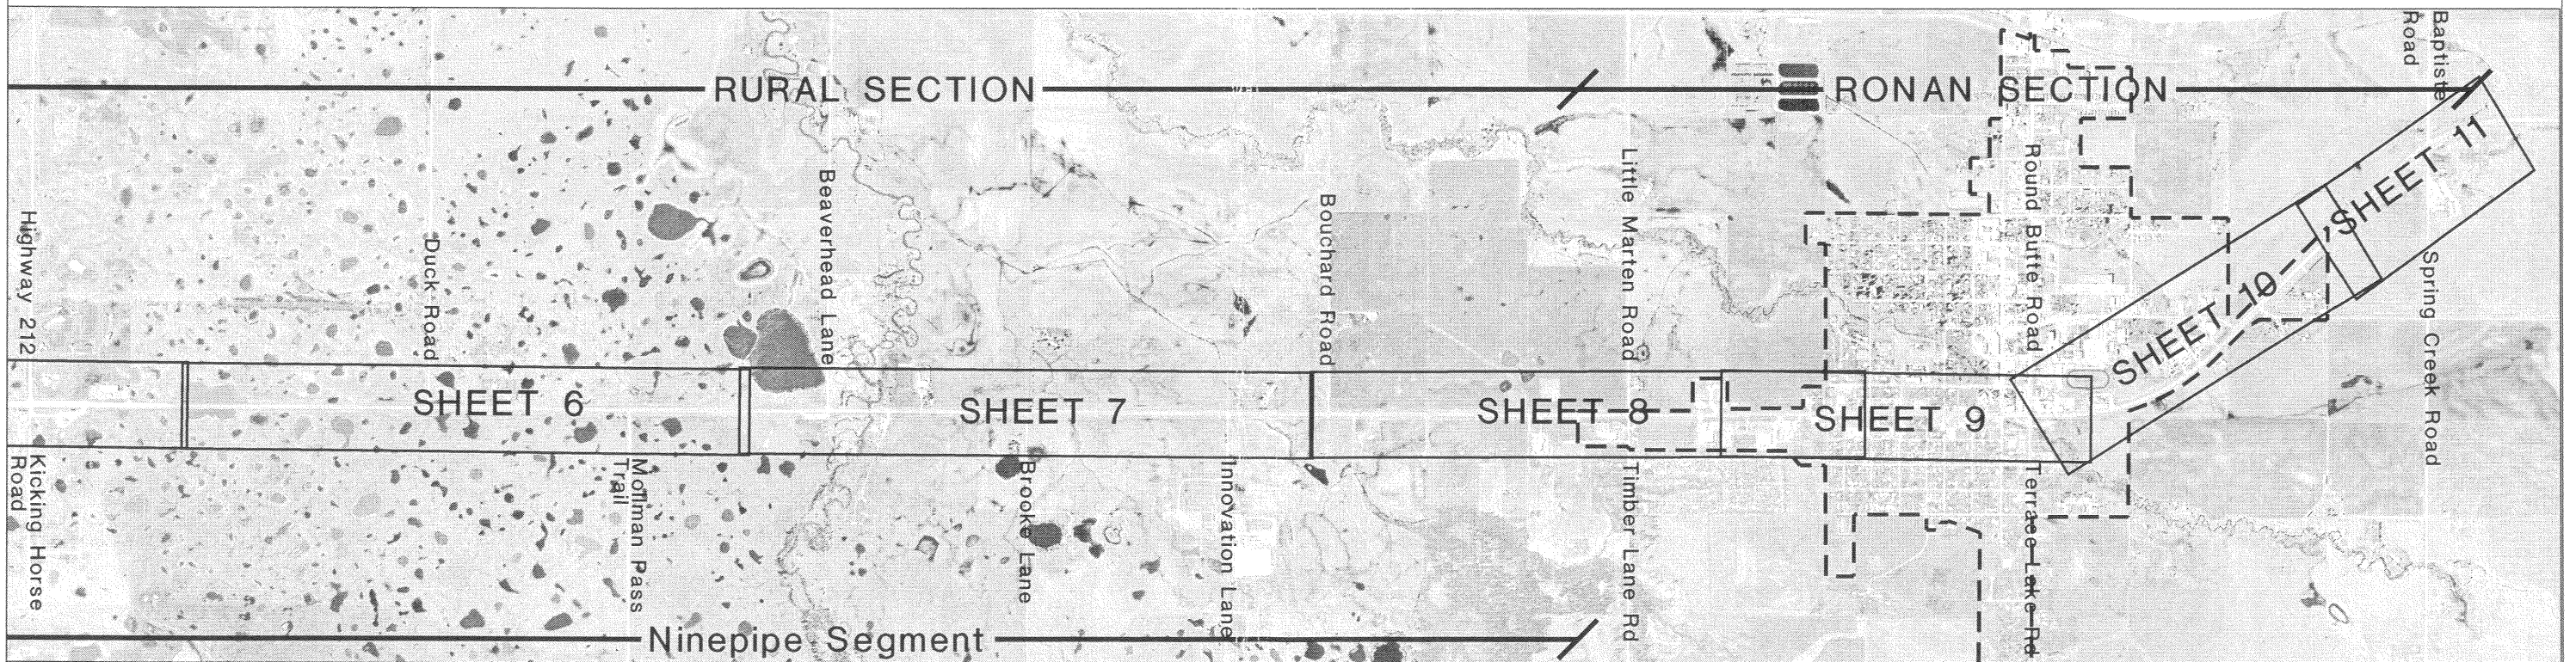 RURAL SECTION
RONAN SECTION
Baptiste
Road
Highway 212
Duck Road
Beaverhead Lane
Bouchard Road
Little Marten Road
Round Butte Road
Spring Creek Road
SHEET 6
SHEET 7
SHEET 8
SHEET 9
SHEET 10
SHEET 11
Kicking Horse
Road
Mollman Pass
Trail
Brooke Lane
Innovation Lane
Timber Lane Rd
Terrace Lake Rd
Ninepipe Segment